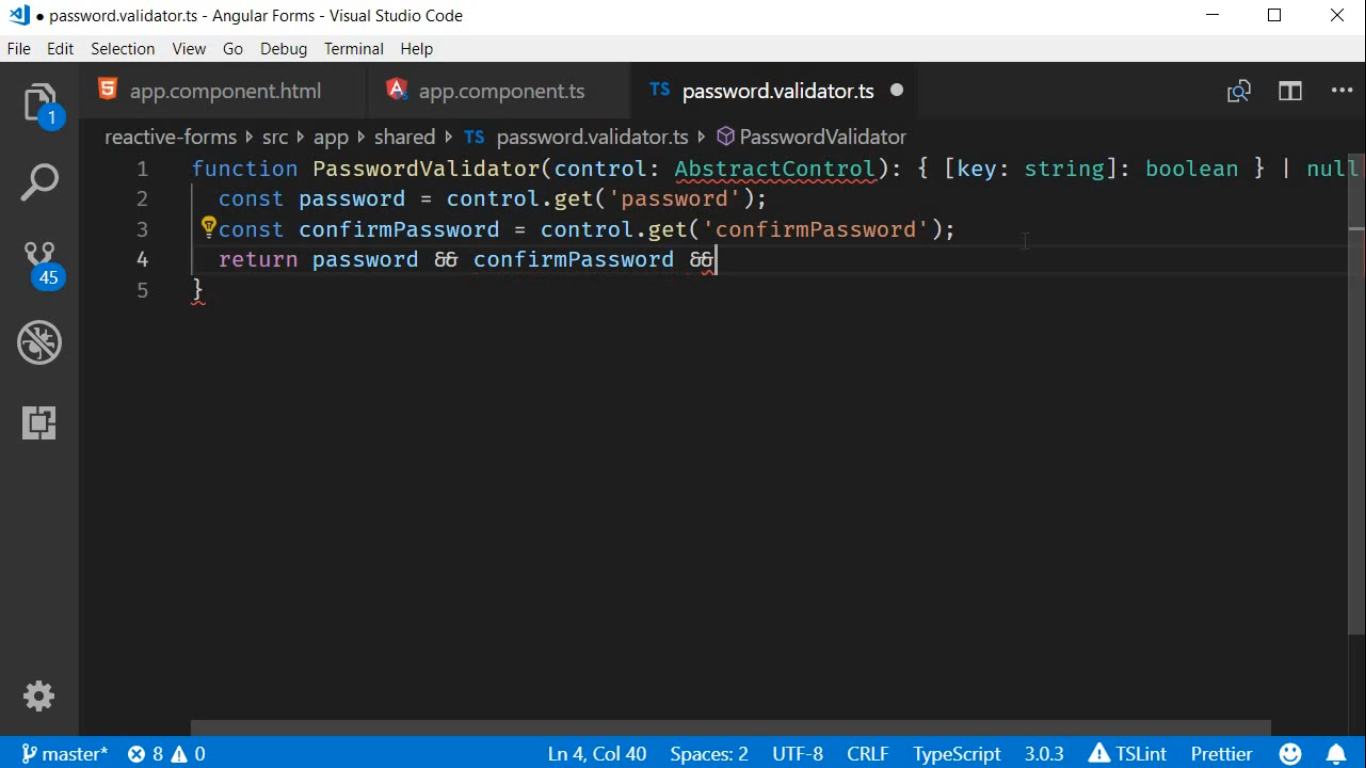 password.validator.ts - Angular Forms - Visual Studio Code
File Edit Selection View Go Debug Terminal Help
app.component.html app.component.ts TS password.validator.ts
reactive-forms src app shared TS password.validator.ts PasswordValidator
1 function PasswordValidator(control: AbstractControl): { [key: string]: boolean } | null
2 const password = control.get('password');
3 const confirmPassword = control.get('confirmPassword');
4 return password && confirmPassword &&
5 }
1
45
master* 8 0 Ln 4, Col 40 Spaces: 2 UTF-8 CRLF TypeScript 3.0.3 TSLint Prettier